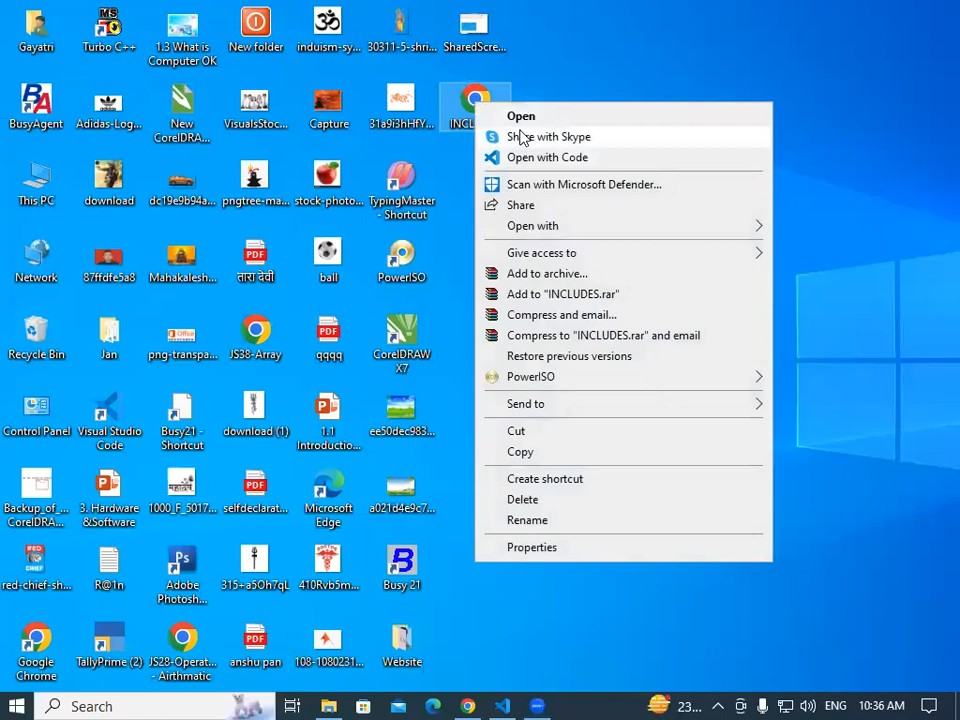 Gayatri
Turbo C++
1.3 What is
Computer OK
New folder
induism-sy...
30311-5-shri...
SharedScre...
BusyAgent
Adidas-Log...
New
CorelDRA...
VisualsStoc...
Capture
31a9i3hHfY...
This PC
download
dc19e9b94a...
pngtree-ma...
stock-photo...
TypingMaster
- Shortcut
Network
87ffdfe5a8
Mahakalesh...
तारा देवी
ball
PowerISO
Recycle Bin
Jan
png-transpa...
JS38-Array
qqqq
CorelDRAW
X7
Control Panel
Visual Studio
Code
Busy21 -
Shortcut
download (1)
1.1
Introductio...
ee50dec983...
Backup_of_
CorelDRA...
3. Hardware
&Software
1000_F_5017...
selfdeclarat...
Microsoft
Edge
a021d4e9c7...
red-chief-sh...
R@1n
Adobe
Photosh...
315+a5Oh7qL
410Rvb5m...
Busy 21
Google
Chrome
TallyPrime (2)
JS28-Operat...
- Airthmatic
anshu pan
108-1080231...
Website
Open
Share with Skype
Open with Code
Scan with Microsoft Defender...
Share
Open with
Give access to
Add to archive...
Add to "INCLUDES.rar"
Compress and email...
Compress to "INCLUDES.rar" and email
Restore previous versions
PowerISO
Send to
Cut
Copy
Create shortcut
Delete
Rename
Properties
Search
23...
ENG
10:36 AM